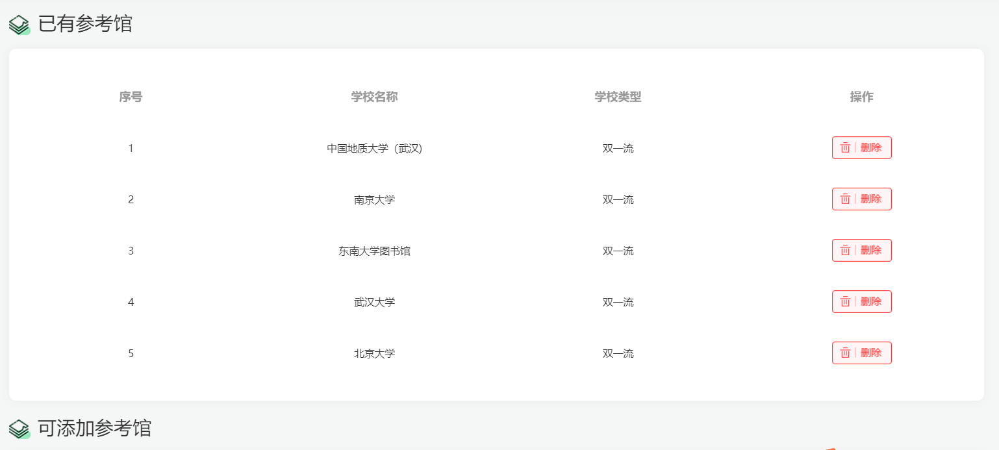 已有参考馆
序号 学校名称 学校类型 操作
1 中国地质大学（武汉) 双一流 删除
2 南京大学 双一流 删除
3 东南大学图书馆 双一流 删除
4 武汉大学 双一流 删除
5 北京大学 双一流 删除
可添加参考馆